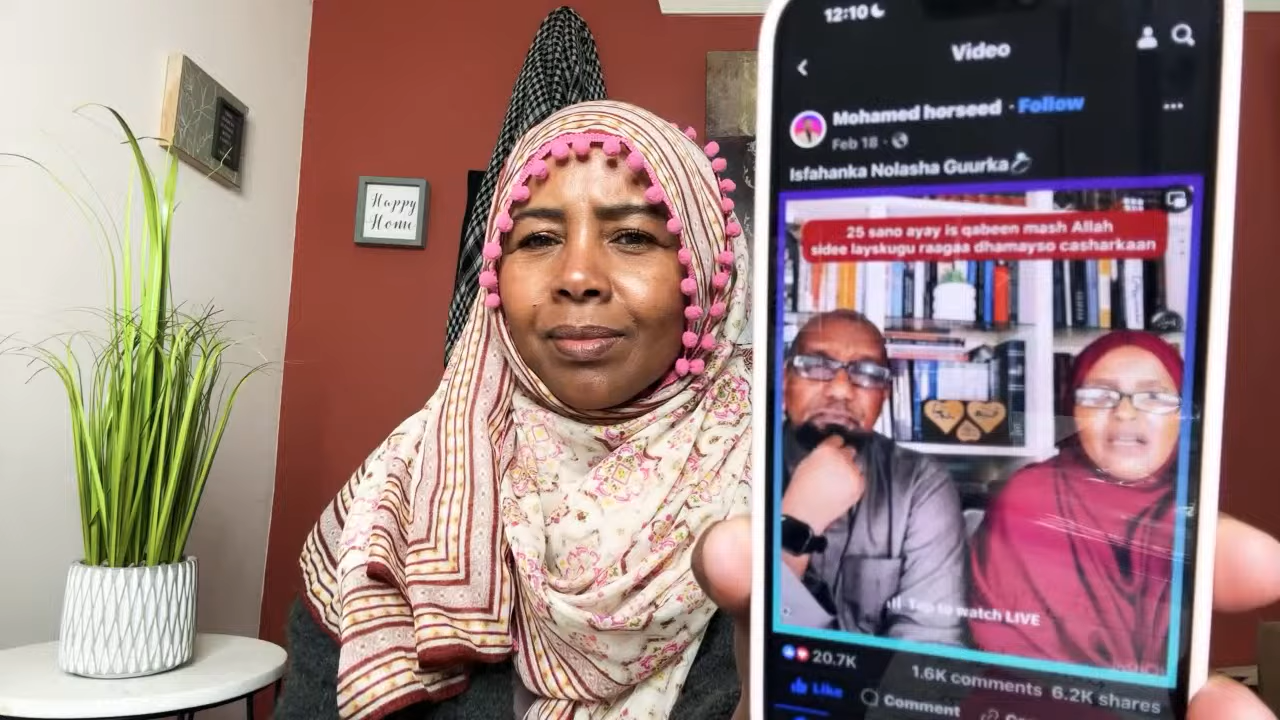 Happy
Home
12:10
Video
Mohamed horseed · Follow
Feb 18 ·
Isfahanka Nolasha Guurka
25 sano ayay is qabeen mash Allah
sidee layskugu raagaa dhamayso casharkaan
Tap to watch LIVE
20.7K
1.6K comments 6.2K shares
Like
Comment